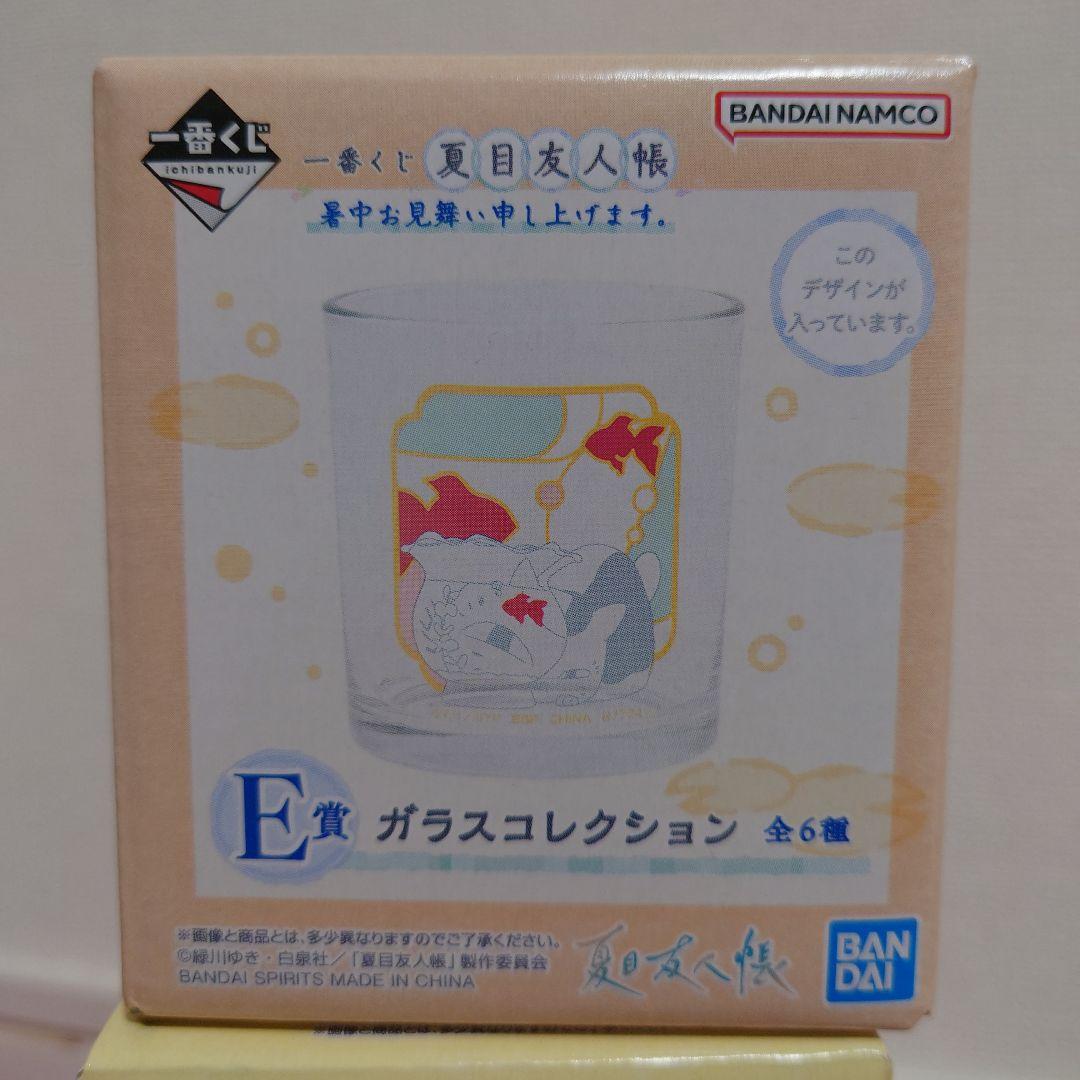 一番くじ
ichibankuji
BANDAI NAMCO
一番くじ 夏目友人帳
暑中お見舞い申し上げます。
この
デザインが
入っています。
E賞 ガラスコレクション 全6種
※画像と商品とは、多少異なりますのでご了承ください。
©緑川ゆき・白泉社／「夏目友人帳」製作委員会
BANDAI SPIRITS MADE IN CHINA
夏目友人帳
BAN
DAI